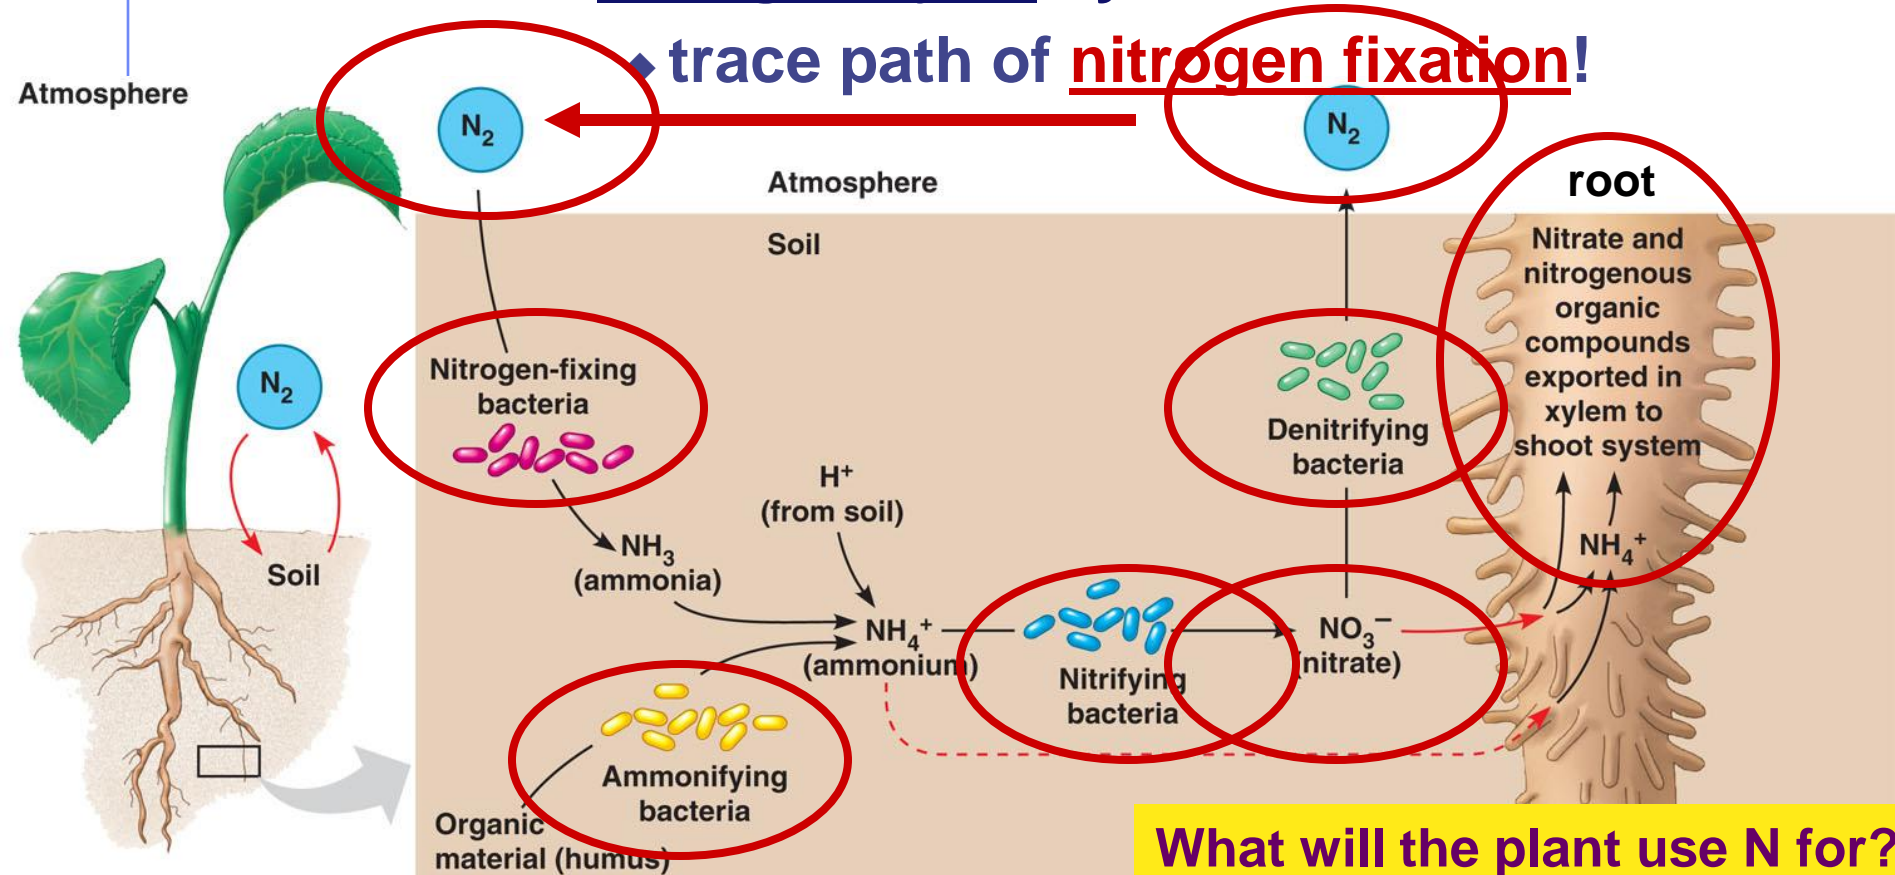 trace path of nitrogen fixation!
Atmosphere
N2
N2
Atmosphere
root
Soil
Nitrate and
nitrogenous
organic
compounds
exported in
xylem to
shoot system
Nitrogen-fixing
bacteria
N2
Denitrifying
bacteria
H+
(from soil)
NH3
(ammonia)
NH4+
Soil
NH4+
(ammonium)
NO3−
(nitrate)
Nitrifying
bacteria
Ammonifying
bacteria
Organic
material (humus)
What will the plant use N for?